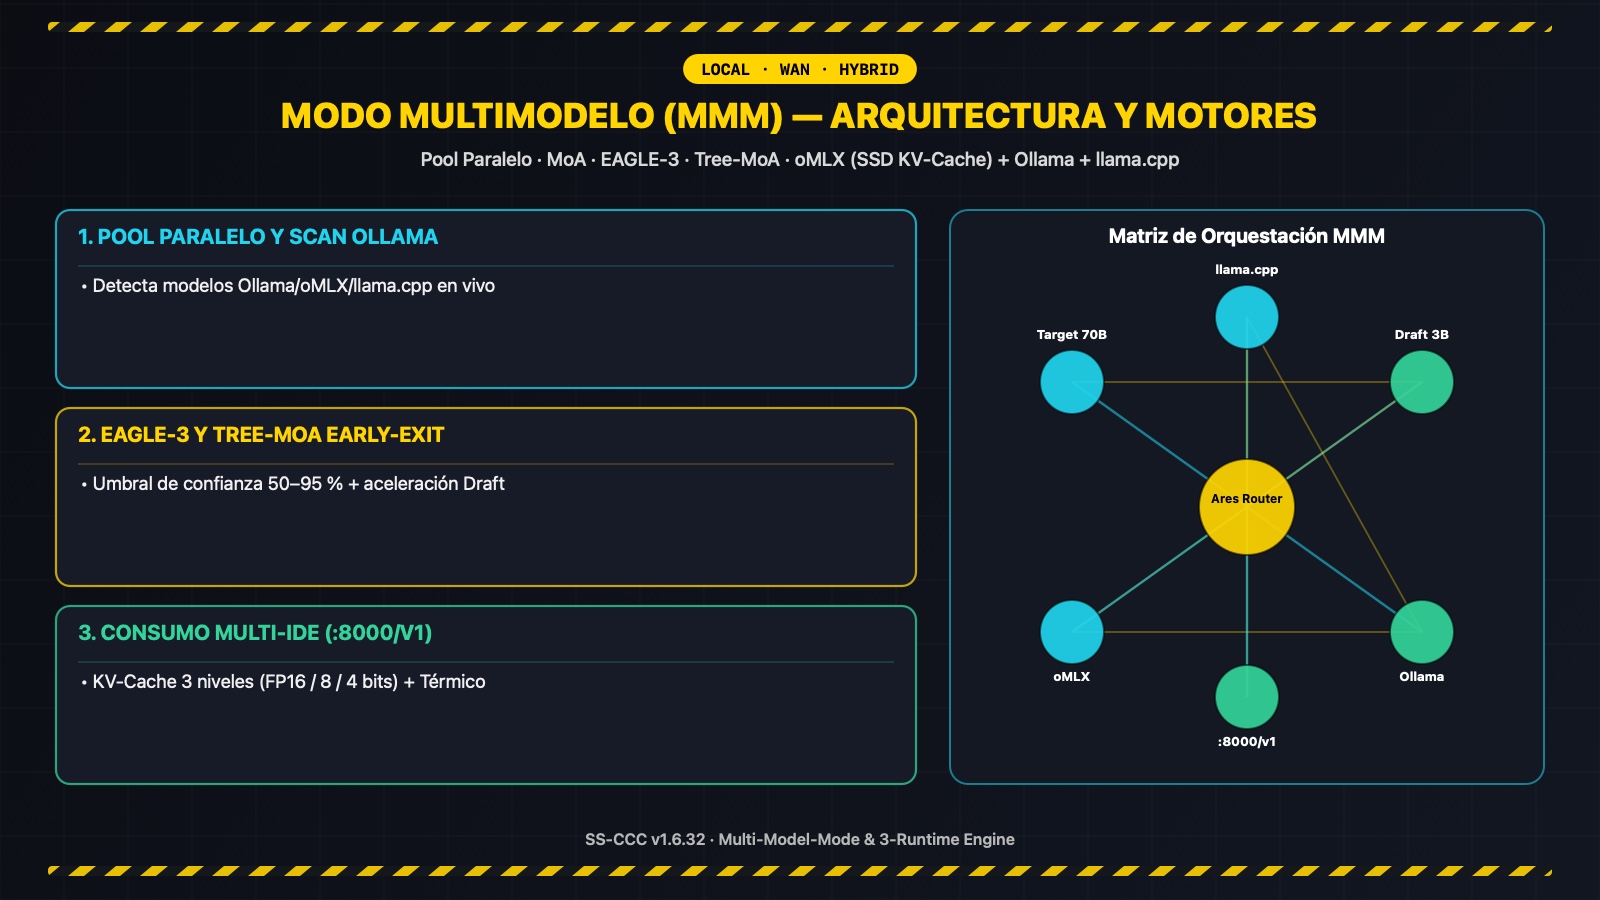 LOCAL · WAN · HYBRID
MODO MULTIMODELO (MMM) — ARQUITECTURA Y MOTORES
Pool Paralelo · MoA · EAGLE-3 · Tree-MoA · oMLX (SSD KV-Cache) + Ollama + llama.cpp
1. POOL PARALELO Y SCAN OLLAMA
• Detecta modelos Ollama/oMLX/llama.cpp en vivo
2. EAGLE-3 Y TREE-MOA EARLY-EXIT
• Umbral de confianza 50–95 % + aceleración Draft
3. CONSUMO MULTI-IDE (:8000/V1)
• KV-Cache 3 niveles (FP16 / 8 / 4 bits) + Térmico
Matriz de Orquestación MMM
llama.cpp
Target 70B
Draft 3B
Ares Router
oMLX
Ollama
:8000/v1
SS-CCC v1.6.32 · Multi-Model-Mode & 3-Runtime Engine